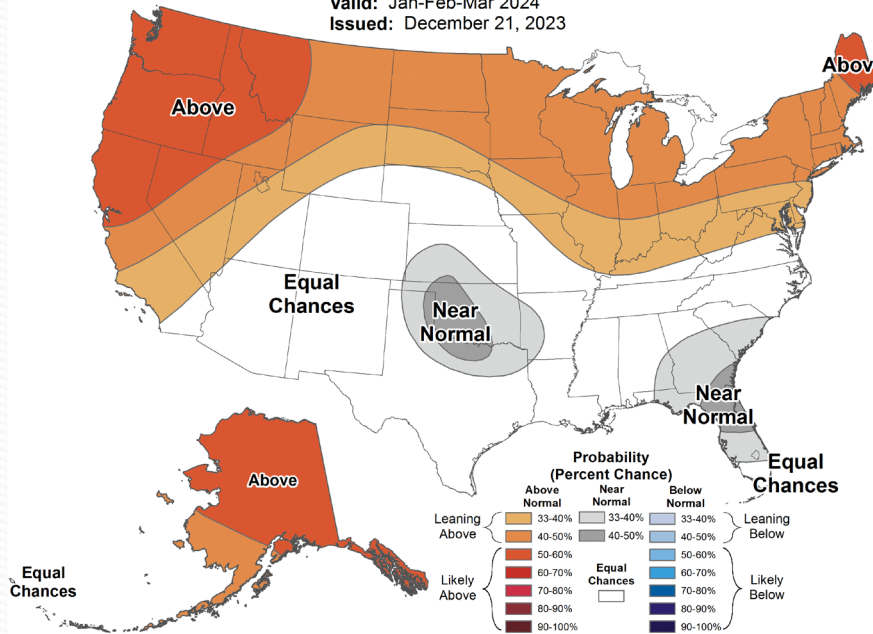 Valid: Jan-Feb-Mar 2024
Issued: December 21, 2023
Above
Above
Equal
Chances
Near
Normal
Near
Normal
Equal
Chances
Above
Equal
Chances
Probability
(Percent Chance)
Above
Normal
Near
Normal
Below
Normal
Leaning
Above
33-40%
33-40%
33-40%
Leaning
Below
40-50%
40-50%
40-50%
Likely
Above
50-60%
50-60%
Likely
Below
60-70%
Equal
Chances
60-70%
70-80%
70-80%
80-90%
80-90%
90-100%
90-100%